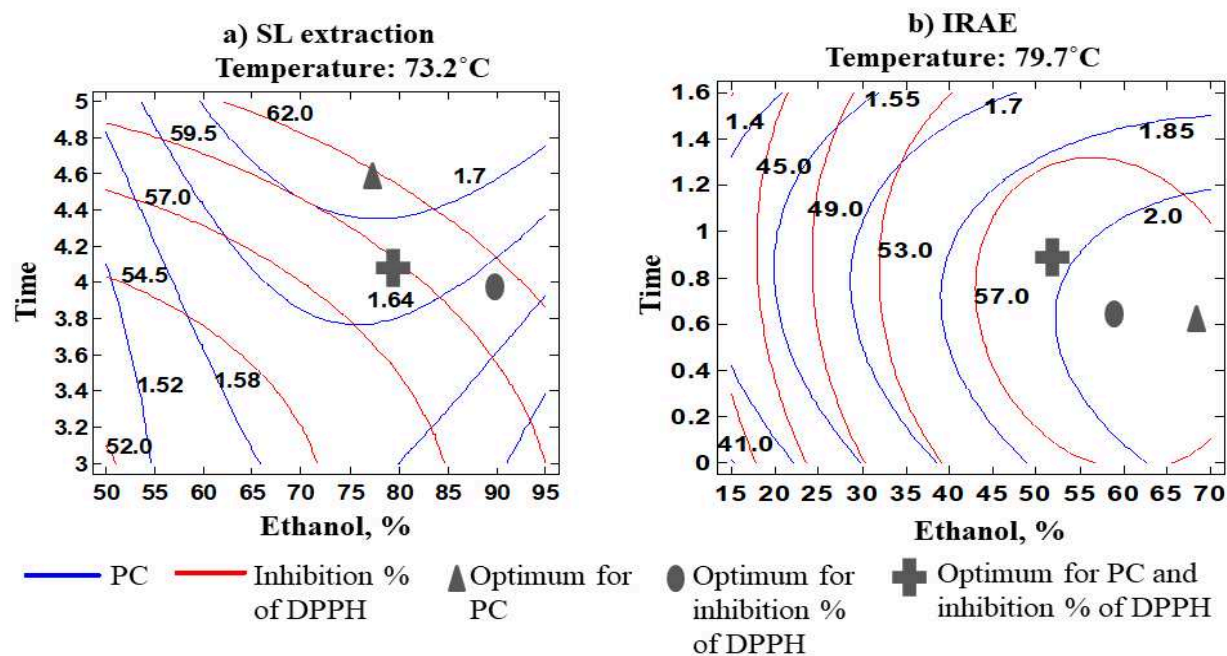 a) SL extraction
Temperature: 73.2˚C
5
4.8
4.6
4.4
4.2
4
3.8
3.6
3.4
3.2
3
Time
62.0
59.5
57.0
54.5
52.0
1.7
1.64
1.58
1.52
50 55 60 65 70 75 80 85 90 95
Ethanol, %
b) IRAE
Temperature: 79.7˚C
1.6
1.4
1.2
1
0.8
0.6
0.4
0.2
0
Time
1.4
1.55
1.7
1.85
2.0
45.0
49.0
53.0
57.0
41.0
15 20 25 30 35 40 45 50 55 60 65 70
Ethanol, %
PC
Inhibition %
of DPPH
Optimum for
PC
Optimum for
inhibition %
of DPPH
Optimum for PC and
inhibition % of DPPH